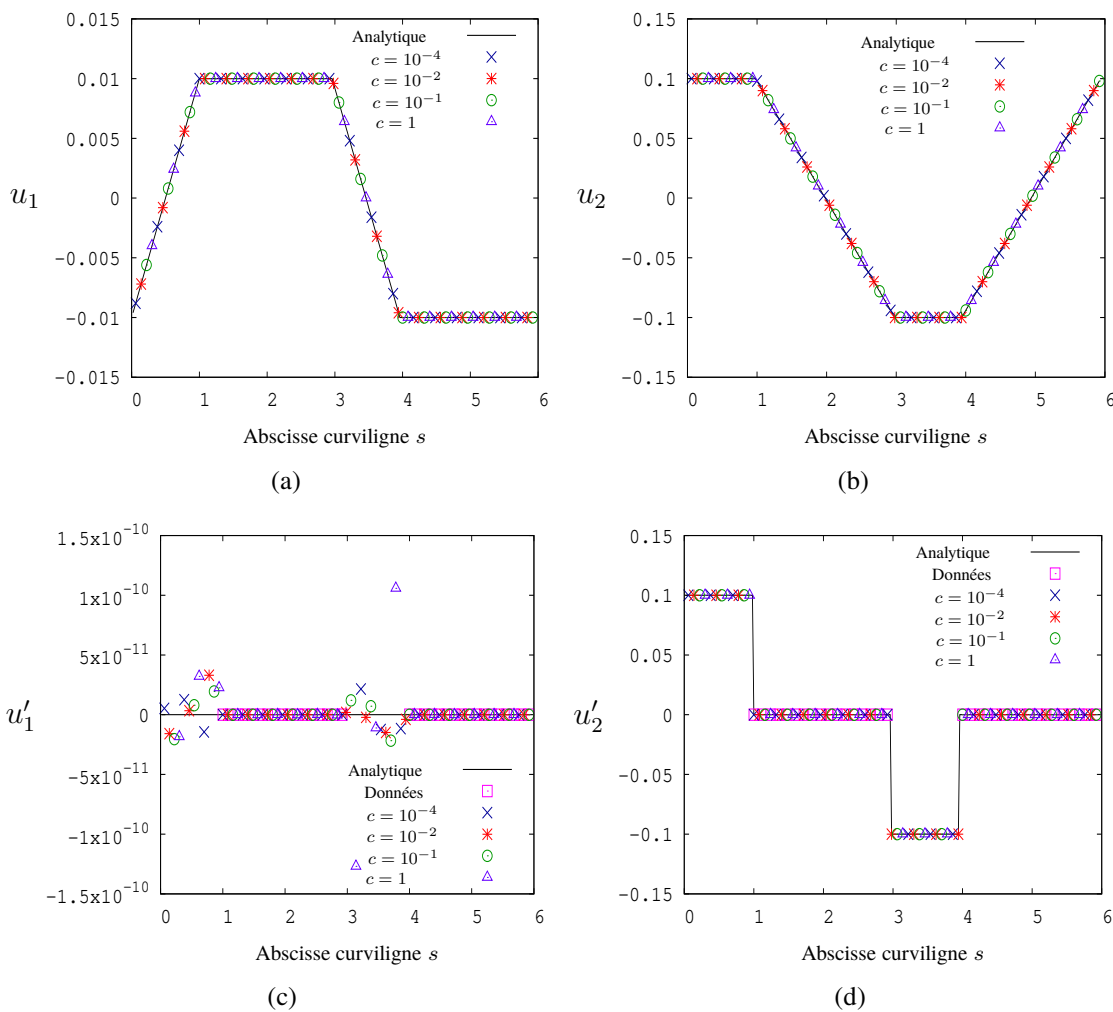 0.015
0.01
0.005
0
−0.005
−0.01
−0.015
u₁
Analytique
c = 10⁻⁴
c = 10⁻²
c = 10⁻¹
c = 1
0 1 2 3 4 5 6
Abscisse curviligne s
(a)
0.15
0.1
0.05
0
−0.05
−0.1
−0.15
u₂
Analytique
c = 10⁻⁴
c = 10⁻²
c = 10⁻¹
c = 1
0 1 2 3 4 5 6
Abscisse curviligne s
(b)
1.5x10⁻¹⁰
1x10⁻¹⁰
5x10⁻¹¹
0
−5x10⁻¹¹
−1x10⁻¹⁰
−1.5x10⁻¹⁰
u′₁
Analytique
Données
c = 10⁻⁴
c = 10⁻²
c = 10⁻¹
c = 1
0 1 2 3 4 5 6
Abscisse curviligne s
(c)
0.15
0.1
0.05
0
−0.05
−0.1
−0.15
u′₂
Analytique
Données
c = 10⁻⁴
c = 10⁻²
c = 10⁻¹
c = 1
0 1 2 3 4 5 6
Abscisse curviligne s
(d)